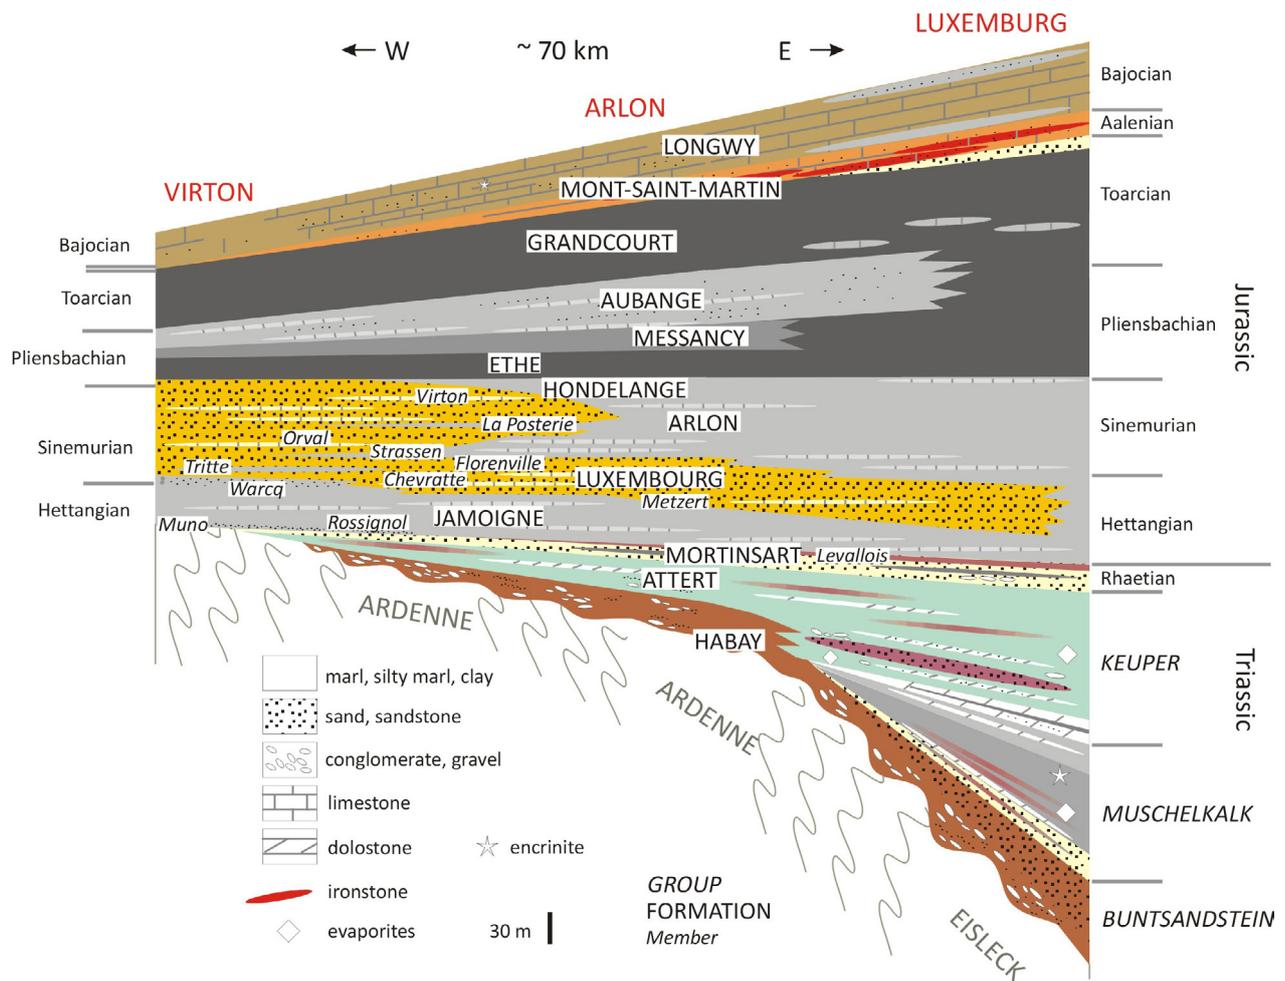 LUXEMBURG
W ~ 70 km E
ARLON
VIRTON
Bajocian
Aalenian
Toarcian
Pliensbachian
Sinemurian
Hettangian
Rhaetian
KEUPER
MUSCHELKALK
BUNTSANDSTEIN
Jurassic
Triassic
Bajocian
Toarcian
Pliensbachian
Sinemurian
Hettangian
LONGWY
MONT-SAINT-MARTIN
GRANDCOURT
AUBANGE
MESSANCY
ETHE
HONDELANGE
Virton
ARLON
La Posterie
Orval
Strassen
Florenville
Tritte
Chevratte
LUXEMBOURG
Warcq
Metzert
JAMOIGNE
Muno
Rossignol
MORTINSART
Levallois
ATTERT
HABAY
ARDENNE
ARDENNE
EISLECK
marl, silty marl, clay
sand, sandstone
conglomerate, gravel
limestone
dolostone
encrinite
ironstone
evaporites
30 m
GROUP
FORMATION
Member